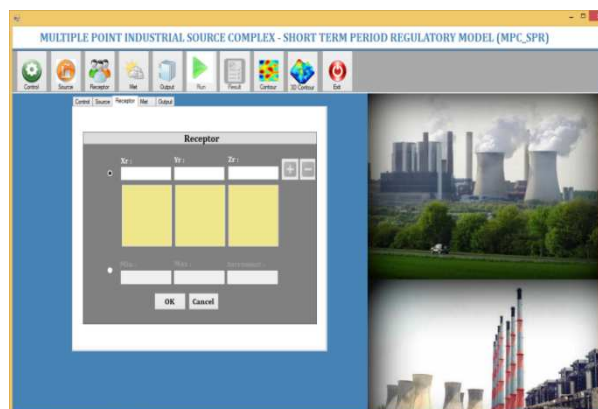 MULTIPLE POINT INDUSTRIAL SOURCE COMPLEX - SHORT TERM PERIOD REGULATORY MODEL (MPC_SPR)
Control Source Receptor Met Output Run Result Contour 3D Contour Exit
Control Source Receptor Met Output
Receptor
Xr : Yr : Zr :
+ −
OK Cancel